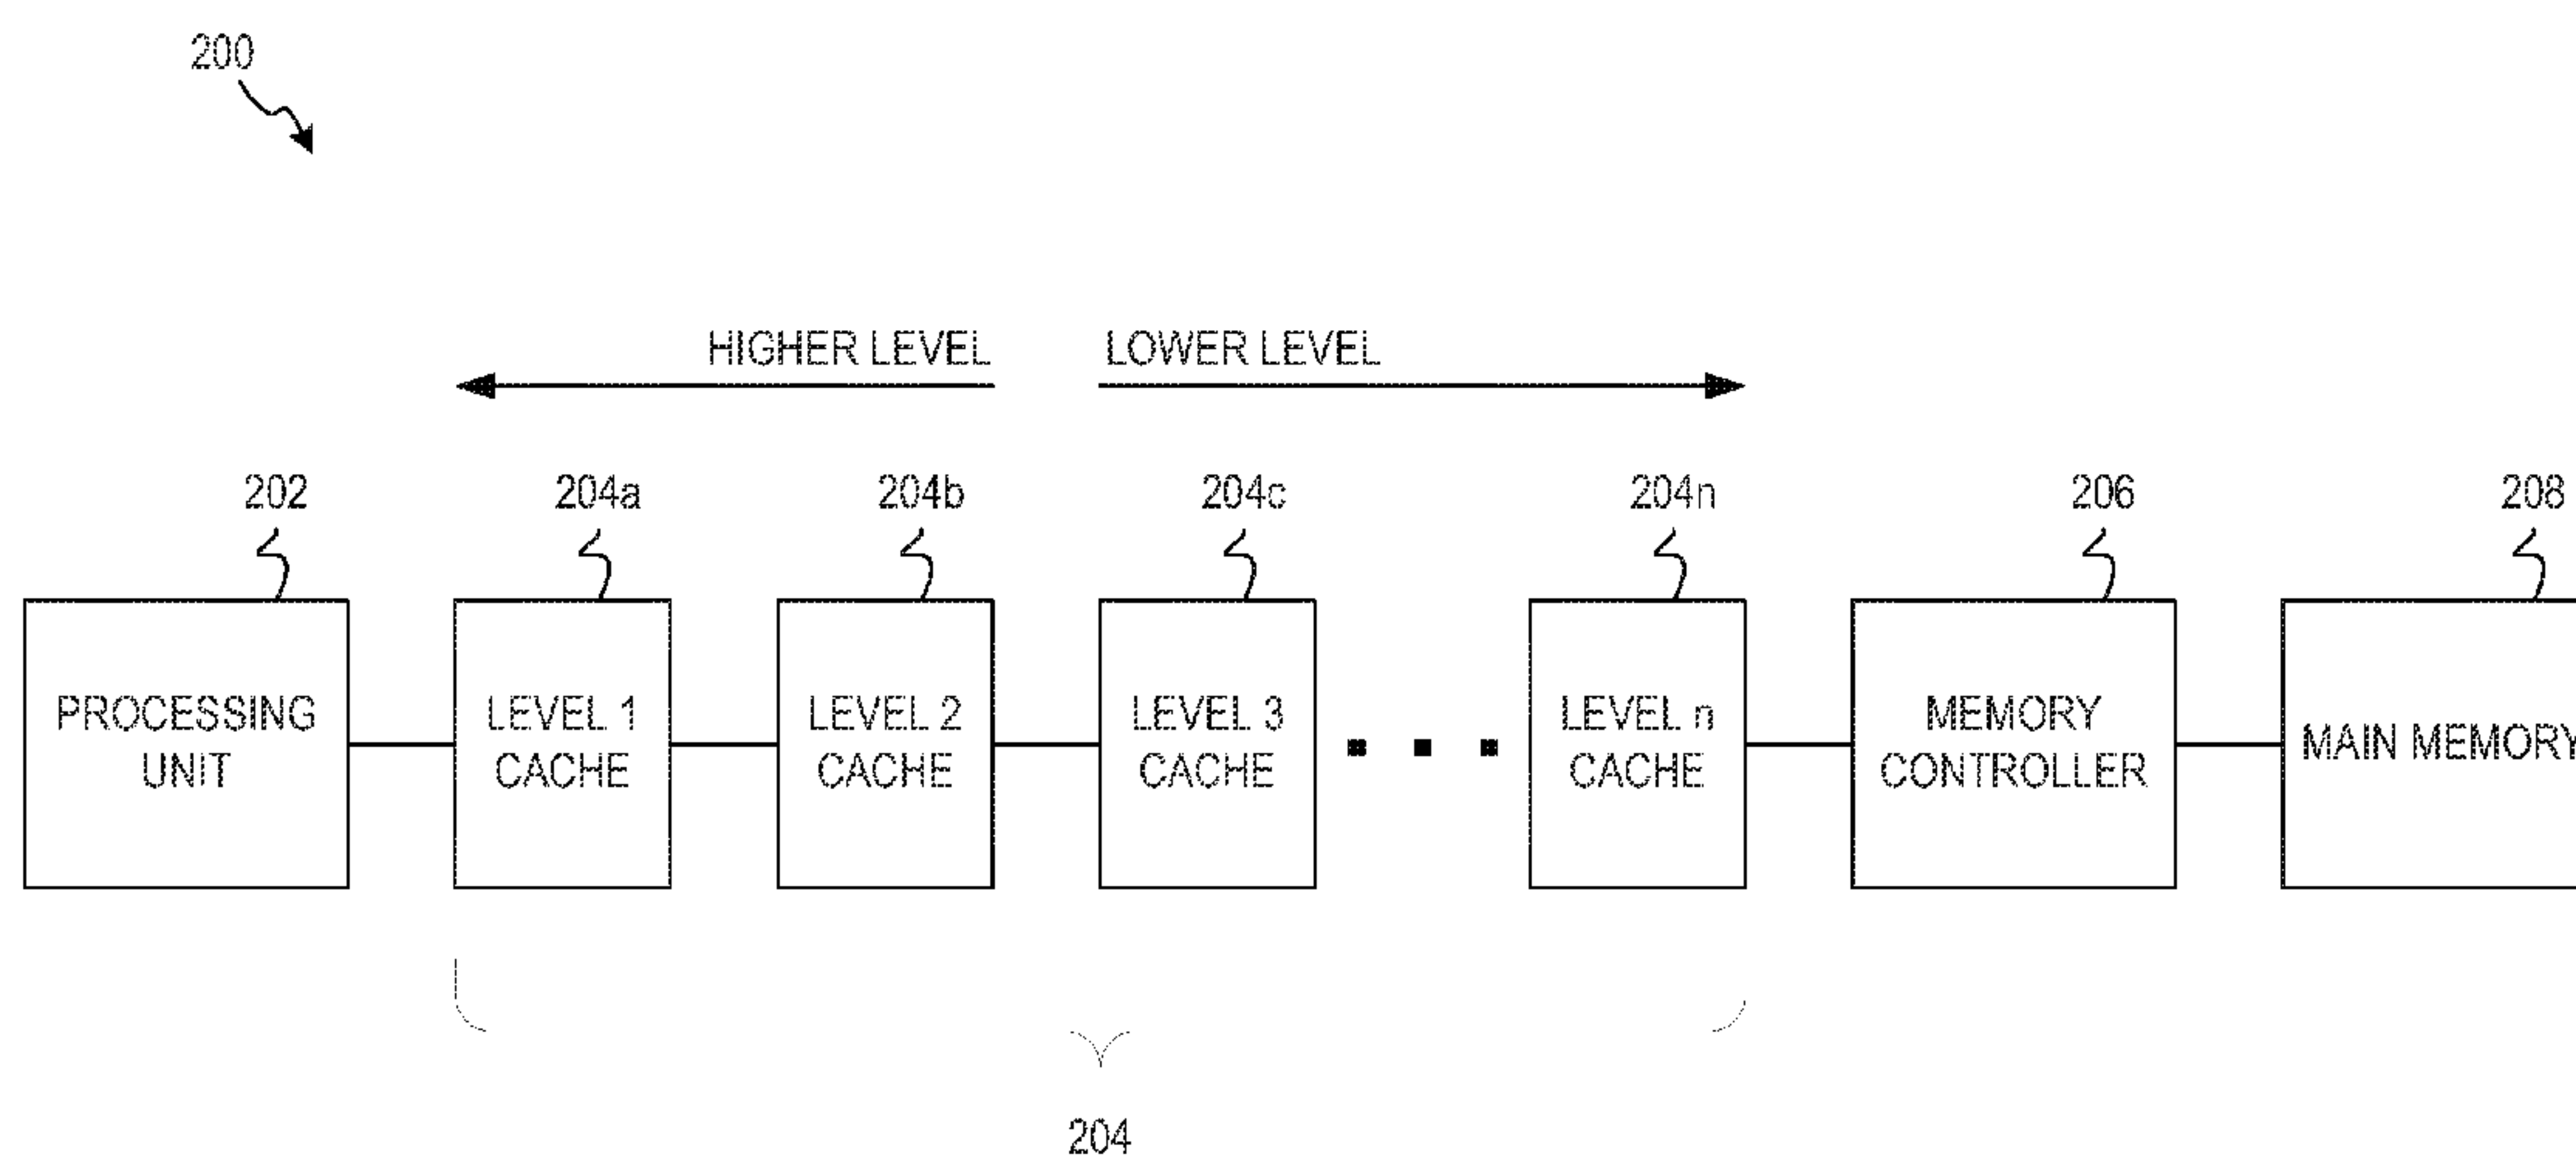 200
HIGHER LEVEL
LOWER LEVEL
202
204a
204b
204c
204n
206
208
PROCESSING
UNIT
LEVEL 1
CACHE
LEVEL 2
CACHE
LEVEL 3
CACHE
LEVEL n
CACHE
MEMORY
CONTROLLER
MAIN MEMORY
204